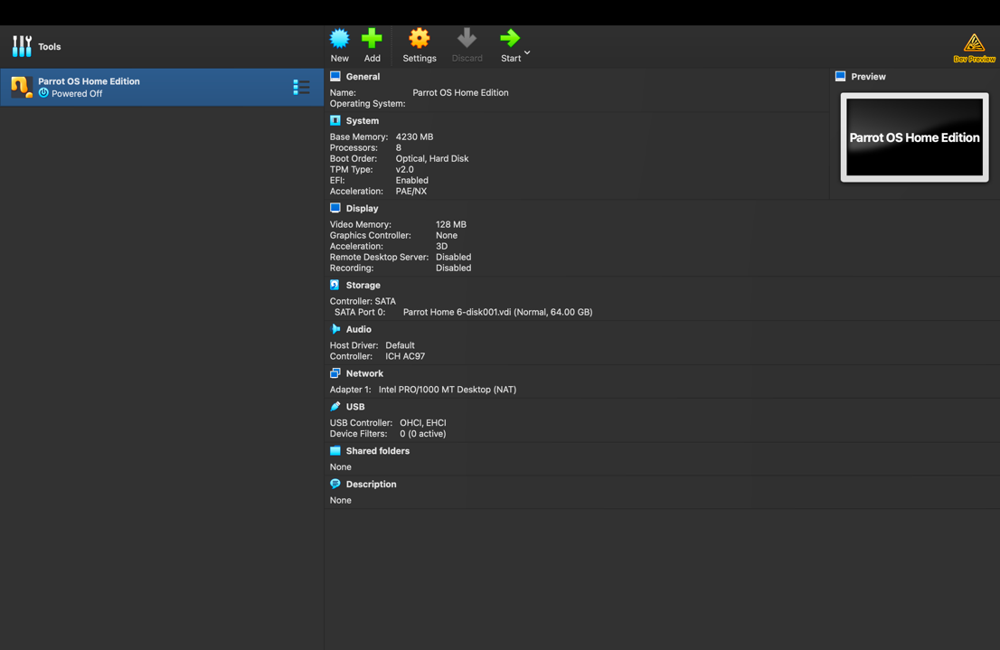 Tools
Parrot OS Home Edition
Powered Off
New Add Settings Discard Start
Dev Preview
General
Name: Parrot OS Home Edition
Operating System:
System
Base Memory: 4230 MB
Processors: 8
Boot Order: Optical, Hard Disk
TPM Type: v2.0
EFI: Enabled
Acceleration: PAE/NX
Preview
Parrot OS Home Edition
Display
Video Memory: 128 MB
Graphics Controller: None
Acceleration: 3D
Remote Desktop Server: Disabled
Recording: Disabled
Storage
Controller: SATA
SATA Port 0: Parrot Home 6-disk001.vdi (Normal, 64.00 GB)
Audio
Host Driver: Default
Controller: ICH AC97
Network
Adapter 1: Intel PRO/1000 MT Desktop (NAT)
USB
USB Controller: OHCI, EHCI
Device Filters: 0 (0 active)
Shared folders
None
Description
None